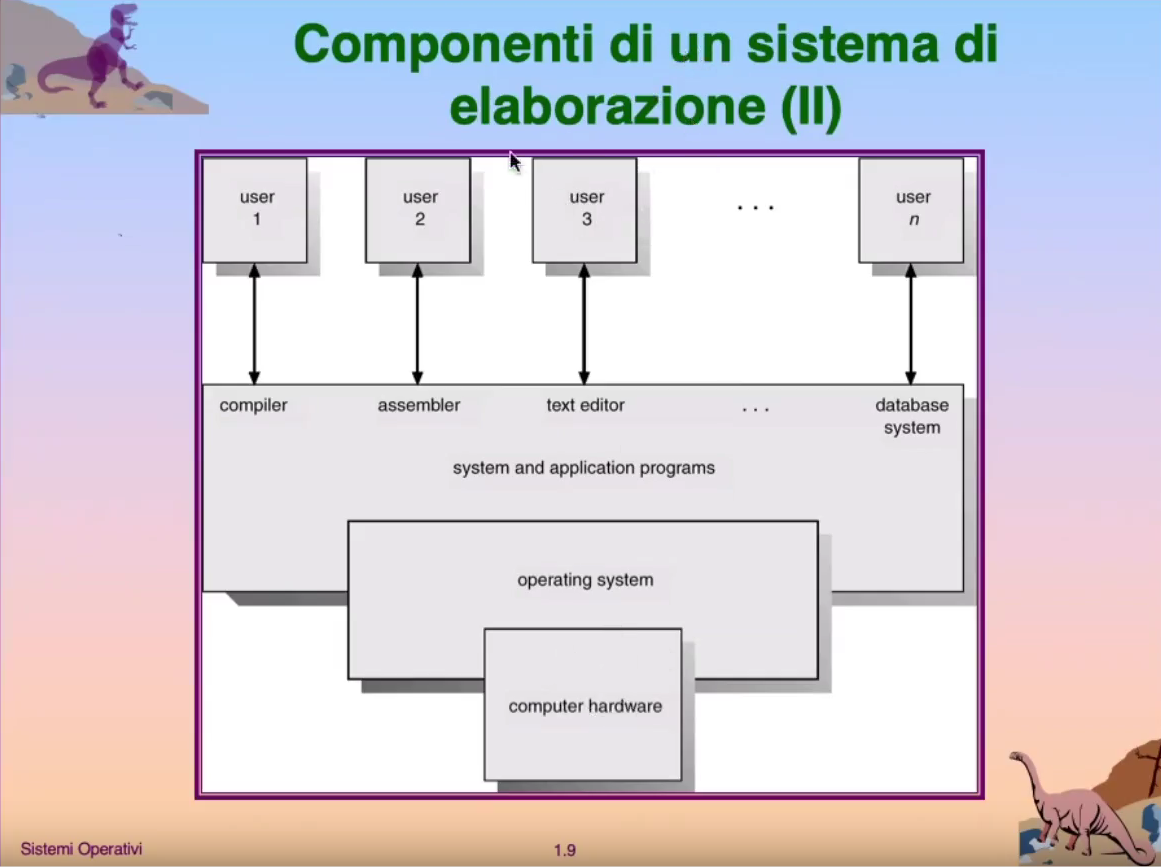 Componenti di un sistema di
elaborazione (II)
user
1
user
2
user
3
. . .
user
n
compiler
assembler
text editor
. . .
database
system
system and application programs
operating system
computer hardware
Sistemi Operativi
1.9